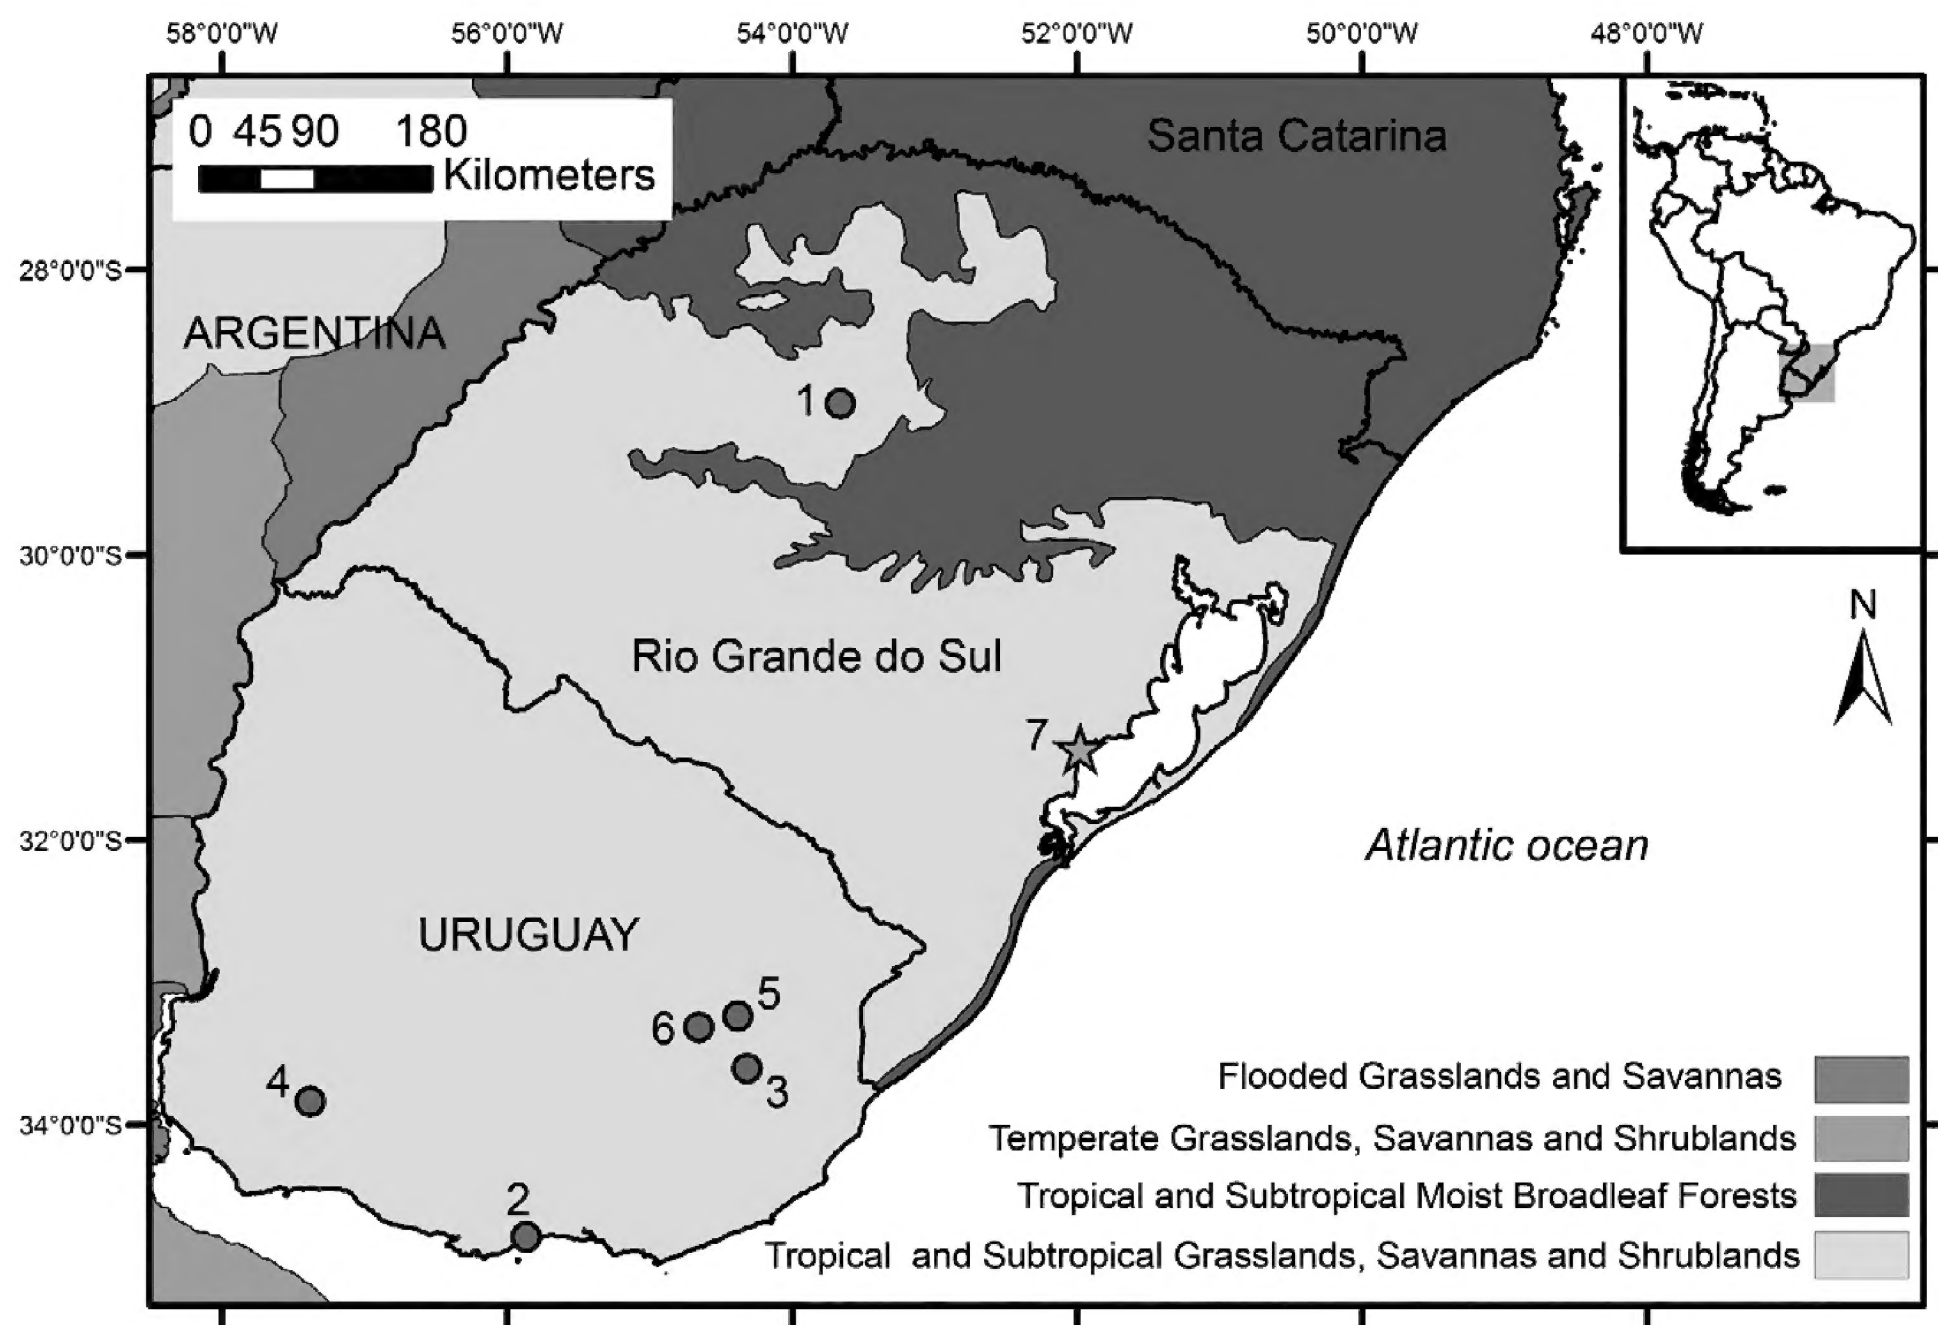 58°0'0"W 56°0'0"W 54°0'0"W 52°0'0"W 50°0'0"W 48°0'0"W
0 45 90 180
Kilometers
Santa Catarina
28°0'0"S
ARGENTINA
1
30°0'0"S
N
Rio Grande do Sul
7
32°0'0"S
Atlantic ocean
URUGUAY
5
6
3
4
34°0'0"S
2
Flooded Grasslands and Savannas
Temperate Grasslands, Savannas and Shrublands
Tropical and Subtropical Moist Broadleaf Forests
Tropical and Subtropical Grasslands, Savannas and Shrublands